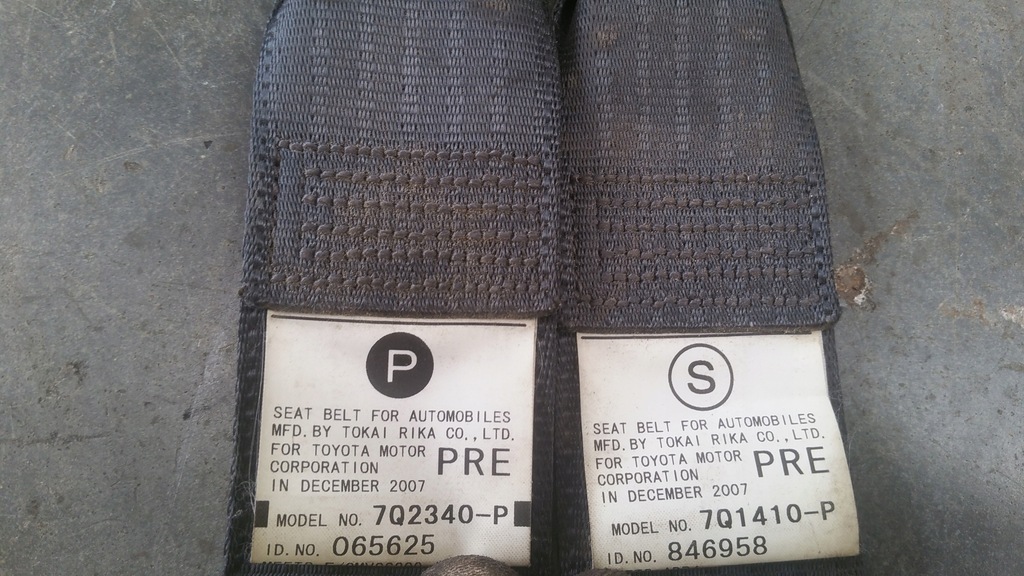 P
SEAT BELT FOR AUTOMOBILES
MFD. BY TOKAI RIKA CO., LTD.
FOR TOYOTA MOTOR
CORPORATION PRE
IN DECEMBER 2007
MODEL NO. 7Q2340-P
ID. NO. 065625
S
SEAT BELT FOR AUTOMOBILES
MFD. BY TOKAI RIKA CO., LTD.
FOR TOYOTA MOTOR
CORPORATION PRE
IN DECEMBER 2007
MODEL NO. 7Q1410-P
ID. NO. 846958